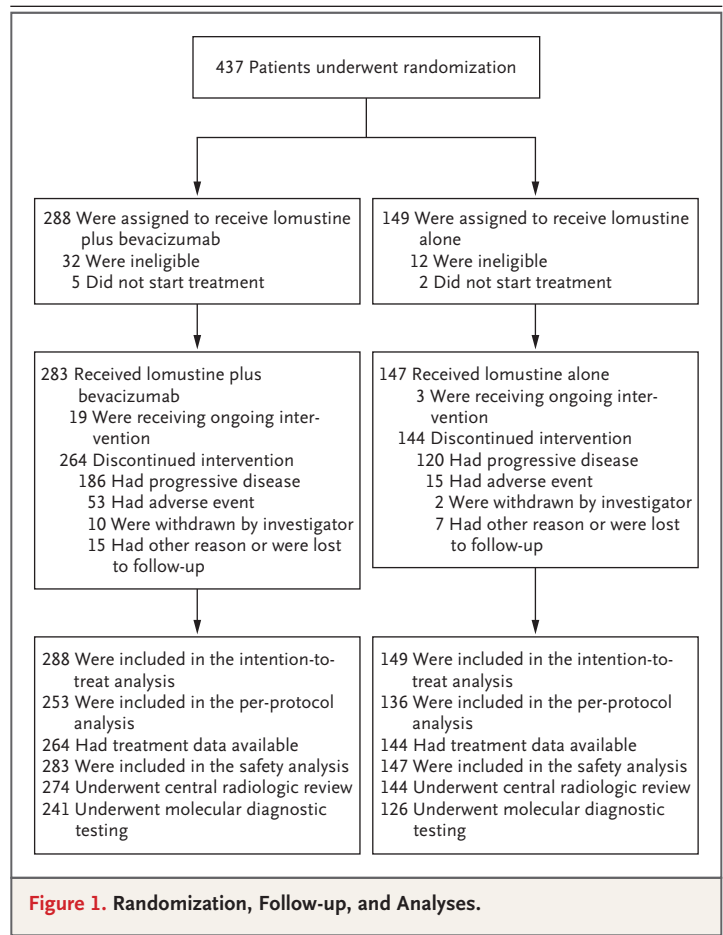 437 Patients underwent randomization
288 Were assigned to receive lomustine
plus bevacizumab
32 Were ineligible
5 Did not start treatment
149 Were assigned to receive lomustine
alone
12 Were ineligible
2 Did not start treatment
283 Received lomustine plus
bevacizumab
19 Were receiving ongoing inter-
vention
264 Discontinued intervention
186 Had progressive disease
53 Had adverse event
10 Were withdrawn by investigator
15 Had other reason or were lost
to follow-up
147 Received lomustine alone
3 Were receiving ongoing inter-
vention
144 Discontinued intervention
120 Had progressive disease
15 Had adverse event
2 Were withdrawn by investigator
7 Had other reason or were lost
to follow-up
288 Were included in the intention-to-
treat analysis
253 Were included in the per-protocol
analysis
264 Had treatment data available
283 Were included in the safety analysis
274 Underwent central radiologic review
241 Underwent molecular diagnostic
testing
149 Were included in the intention-to-
treat analysis
136 Were included in the per-protocol
analysis
144 Had treatment data available
147 Were included in the safety analysis
144 Underwent central radiologic review
126 Underwent molecular diagnostic
testing
Figure 1. Randomization, Follow-up, and Analyses.